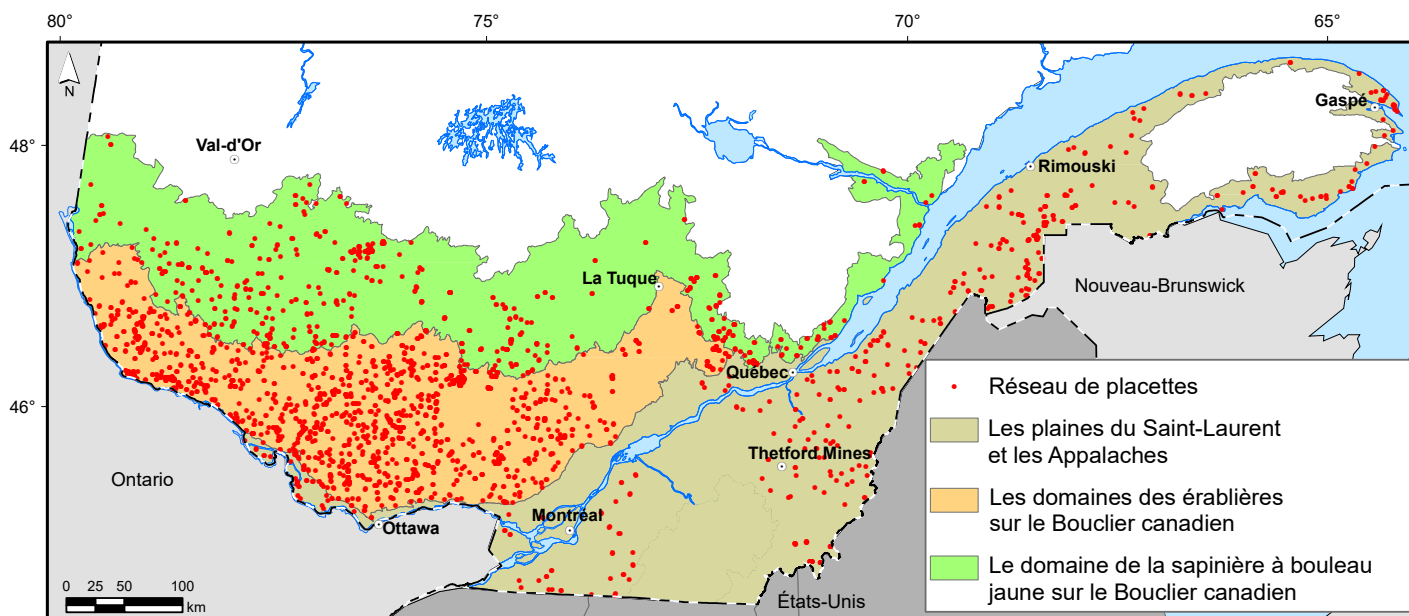 80° 75° 70° 65°
N
Gaspé
48°
Val-d'Or
Rimouski
La Tuque
Nouveau-Brunswick
Québec
46°
Réseau de placettes
Les plaines du Saint-Laurent
et les Appalaches
Thetford Mines
Ontario
Les domaines des érablières
sur le Bouclier canadien
Montréal
Ottawa
Le domaine de la sapinière à bouleau
jaune sur le Bouclier canadien
0 25 50 100
km
États-Unis